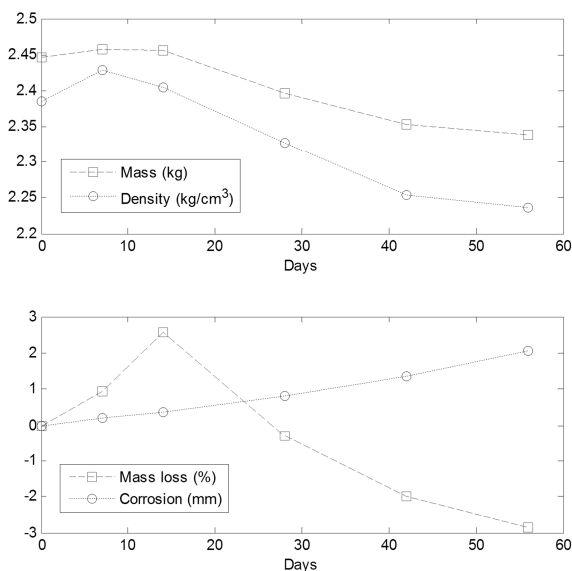 2.5
2.45
2.4
2.35
2.3
2.25
2.2
Mass (kg)
Density (kg/cm³)
0 10 20 30 40 50 60
Days
3
2
1
0
-1
-2
-3
Mass loss (%)
Corrosion (mm)
0 10 20 30 40 50 60
Days